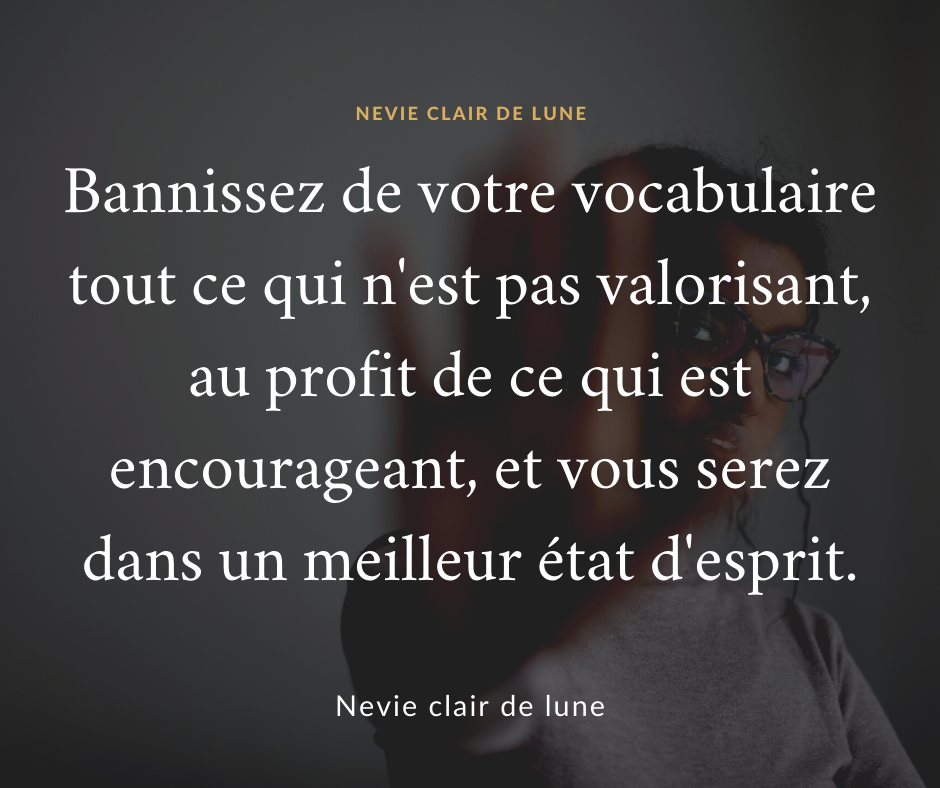 NEVIE CLAIR DE LUNE
Bannissez de votre vocabulaire
tout ce qui n'est pas valorisant,
au profit de ce qui est
encourageant, et vous serez
dans un meilleur état d'esprit.
Nevie clair de lune